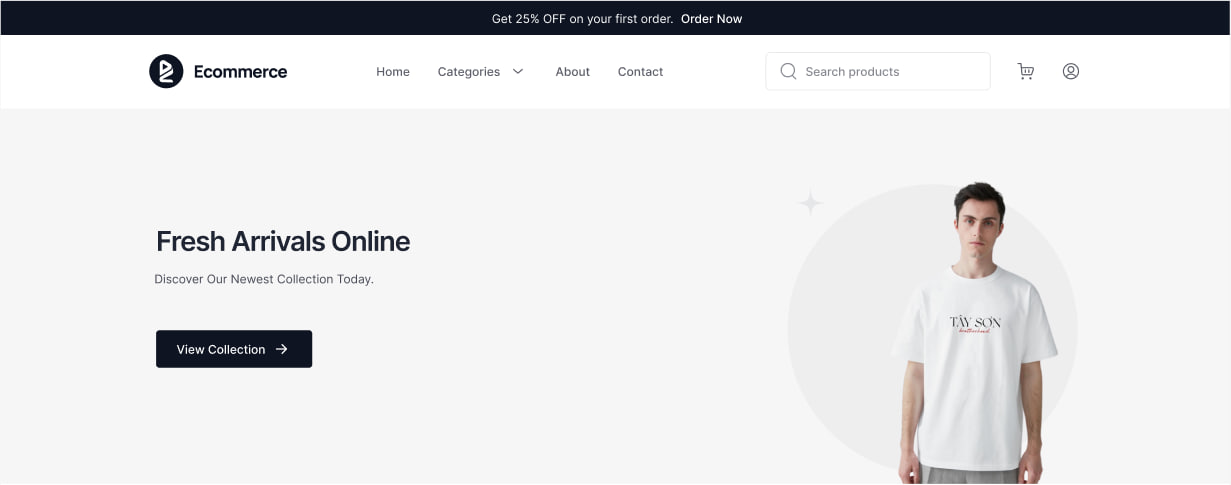 Get 25% OFF on your first order. Order Now
Ecommerce
Home Categories About Contact
Search products
Fresh Arrivals Online
Discover Our Newest Collection Today.
View Collection
TÂY SƠN
brotherhood